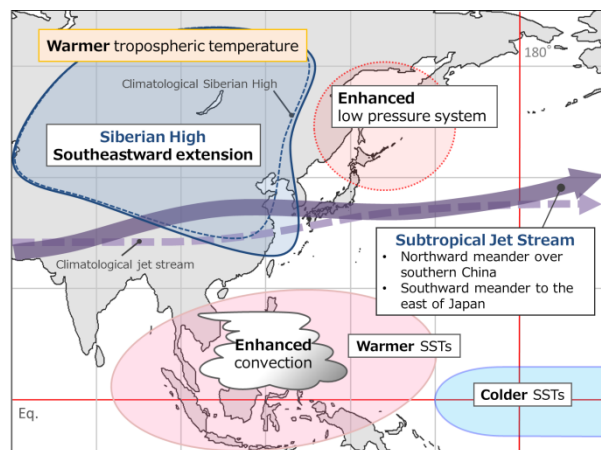 Warmer tropospheric temperature
Climatological Siberian High
180°
Enhanced
low pressure system
Siberian High
Southeastward extension
Climatological jet stream
Subtropical Jet Stream
• Northward meander over
southern China
• Southward meander to the
east of Japan
Enhanced
convection
Warmer SSTs
Colder SSTs
Eq.